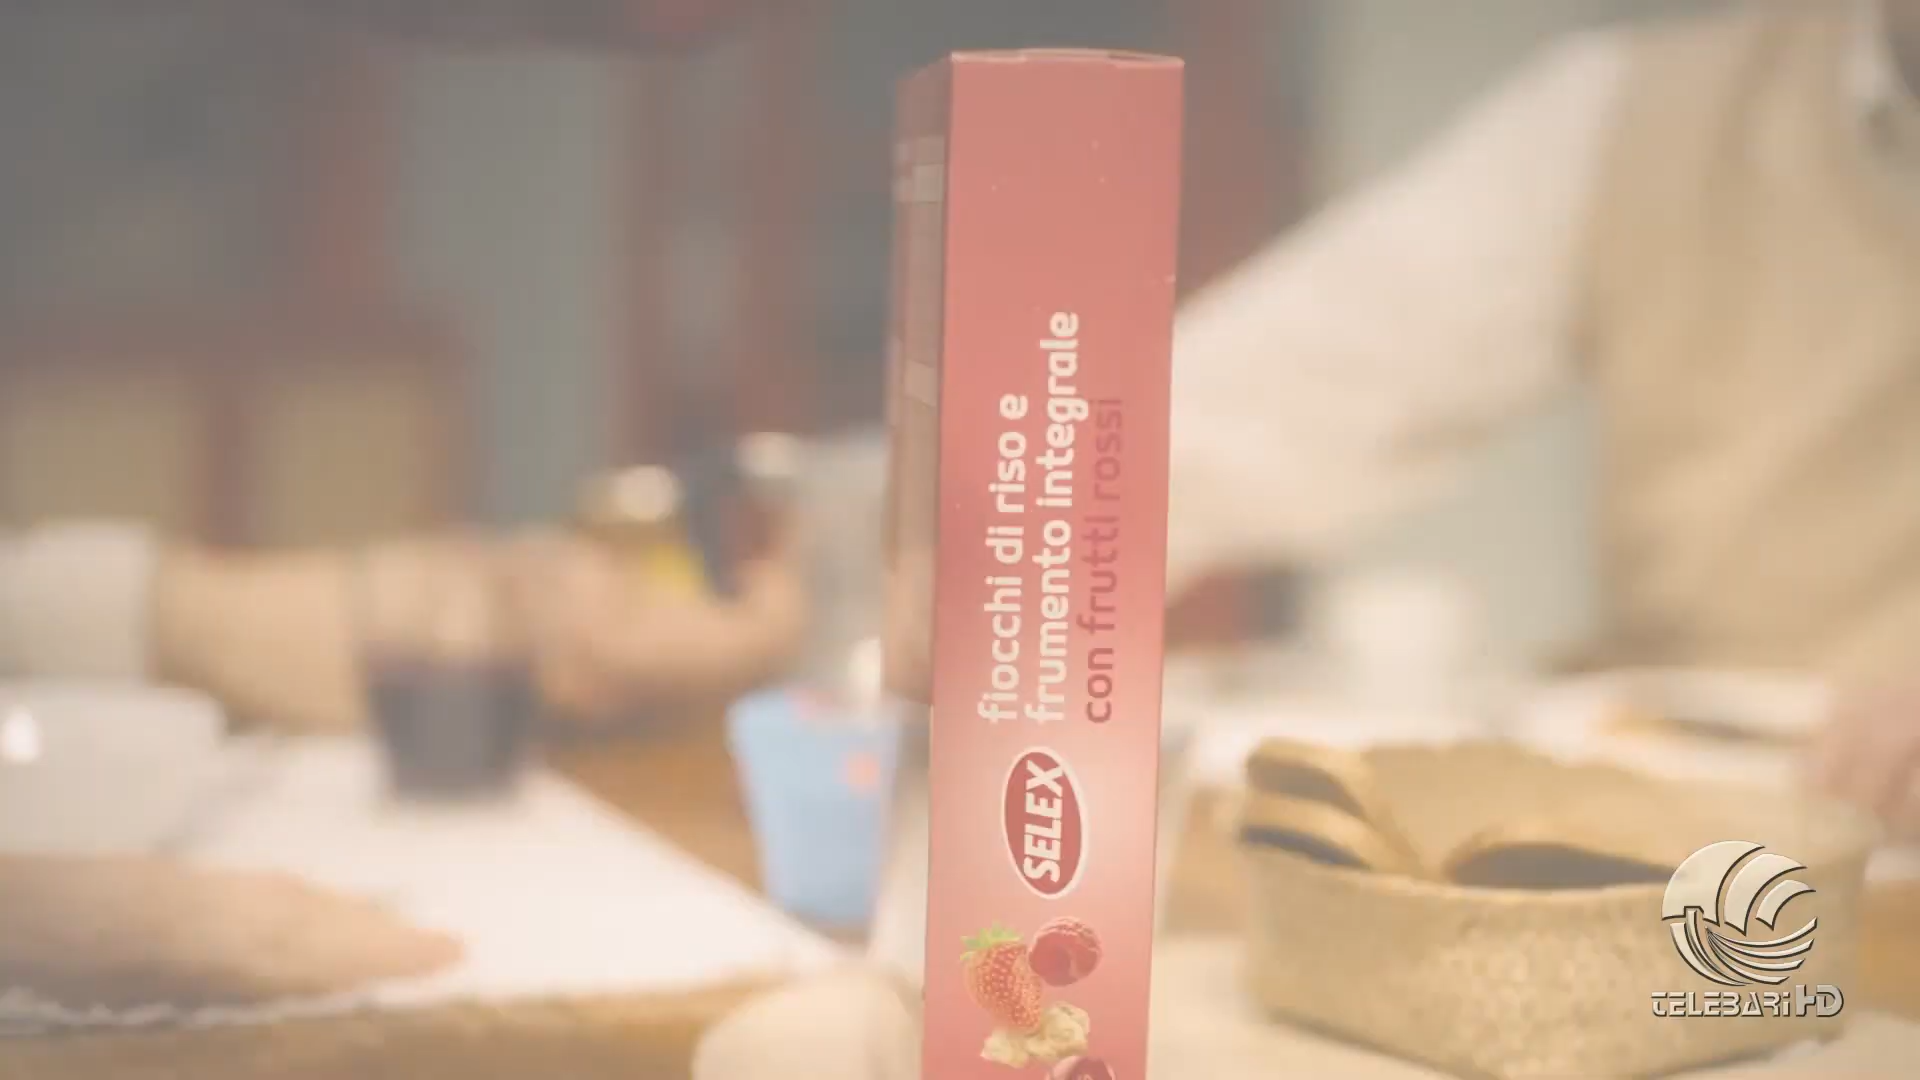 fiocchi di riso e
frumento integrale
con frutti rossi
SELEX
TELEBARI HD